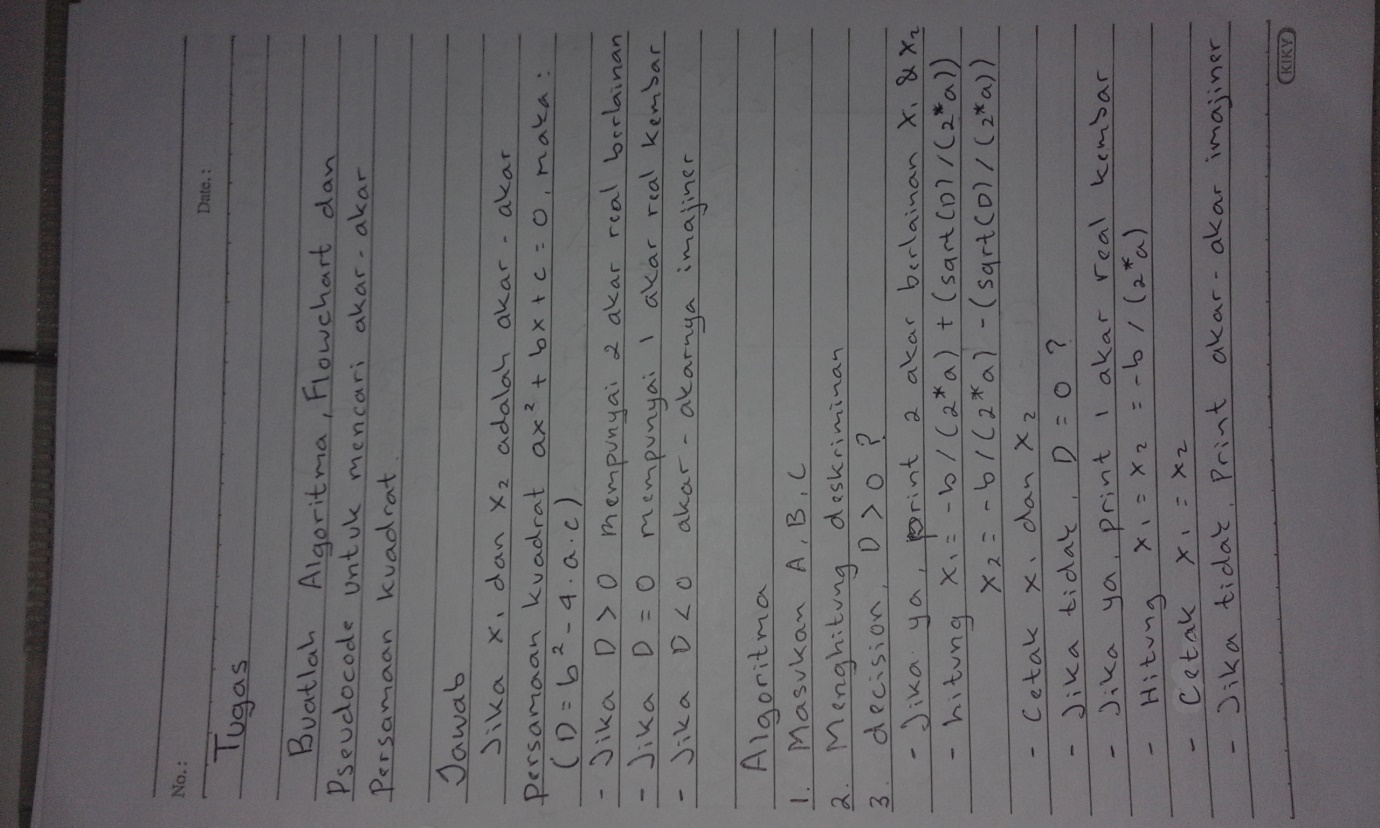 No.:
Date.:
Tugas
Buatlah Algoritma, Flowchart dan
Pseudocode untuk mencari akar-akar
Persamaan kuadrat.
Jawab
Jika x1 dan x2 adalah akar-akar
persamaan kuadrat ax² + bx + c = 0, maka :
(D = b² - 4 . a . c)
- Jika D > 0 mempunyai 2 akar real berlainan
- Jika D = 0 mempunyai 1 akar real kembar
- Jika D < 0 akar-akarnya imajiner
Algoritma
1. Masukan A, B, C
2. Menghitung deskriminan
3. decision, D > 0 ?
- Jika ya, print 2 akar berlainan x1 & x2
- hitung x1 = -b / (2*a) + (sqrt(D) / (2*a))
x2 = -b / (2*a) - (sqrt(D) / (2*a))
- Cetak x1 dan x2
- Jika tidak, D = 0 ?
- Jika ya, print 1 akar real kembar
- Hitung x1 = x2 = -b / (2*a)
- Cetak x1 = x2
- Jika tidak, Print akar-akar imajiner
KIKY